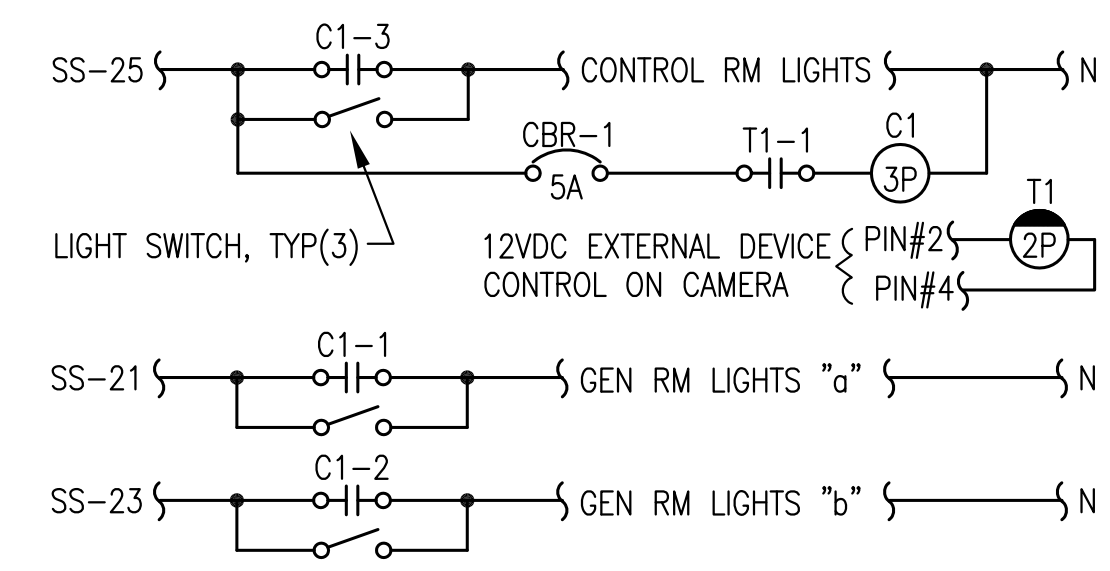 C1-3
SS-25
CONTROL RM LIGHTS
N
CBR-1
5A
T1-1
C1
3P
LIGHT SWITCH, TYP(3)
12VDC EXTERNAL DEVICE
CONTROL ON CAMERA
PIN#2
PIN#4
T1
2P
C1-1
SS-21
GEN RM LIGHTS "a"
N
C1-2
SS-23
GEN RM LIGHTS "b"
N